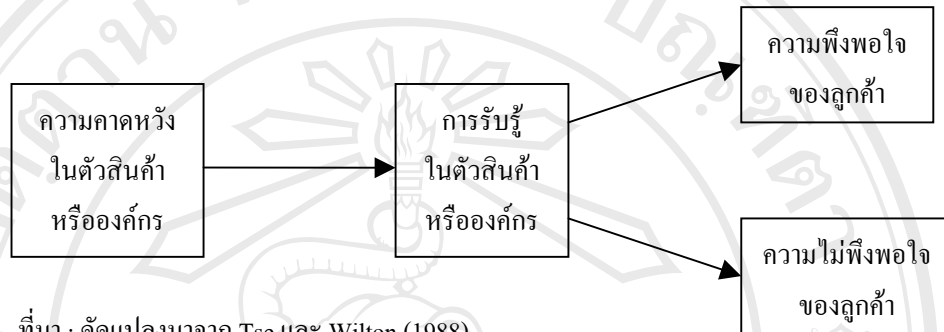 ความพึงพอใจ
ของลูกค้า
ความคาดหวัง
ในตัวสินค้า
หรือองค์กร
การรับรู้
ในตัวสินค้า
หรือองค์กร
ความไม่พึงพอใจ
ของลูกค้า
ที่มา : ดัดแปลงมาจาก Tse และ Wilton (1988)